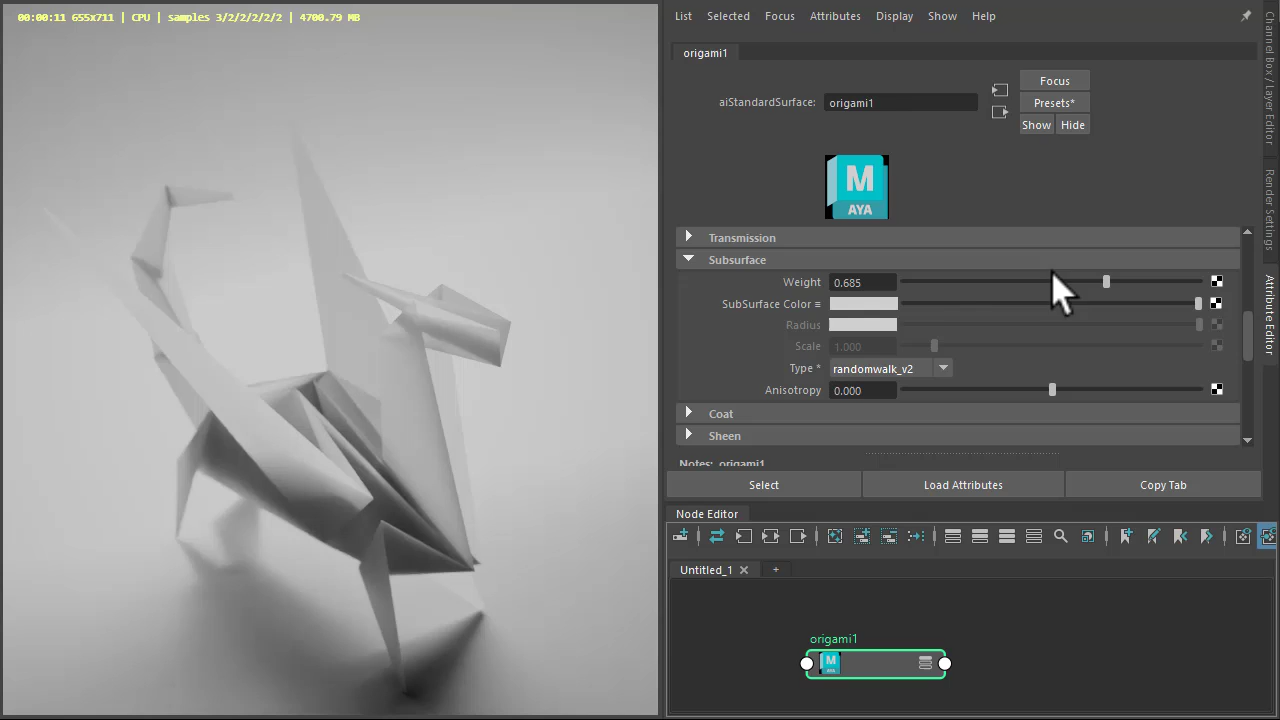 00:00:11 655x711 | CPU | samples 3/2/2/2/2/2 | 4700.79 MB
List Selected Focus Attributes Display Show Help
origami1
aiStandardSurface: origami1
Focus
Presets*
Show Hide
M
AYA
Transmission
Subsurface
Weight 0.685
SubSurface Color
Radius
Scale 1.000
Type * randomwalk_v2
Anisotropy 0.000
Coat
Sheen
Notes: origami1
Select Load Attributes Copy Tab
Node Editor
Untitled_1 × +
origami1
M
AYA
Channel Box / Layer Editor
Render Settings
Attribute Editor